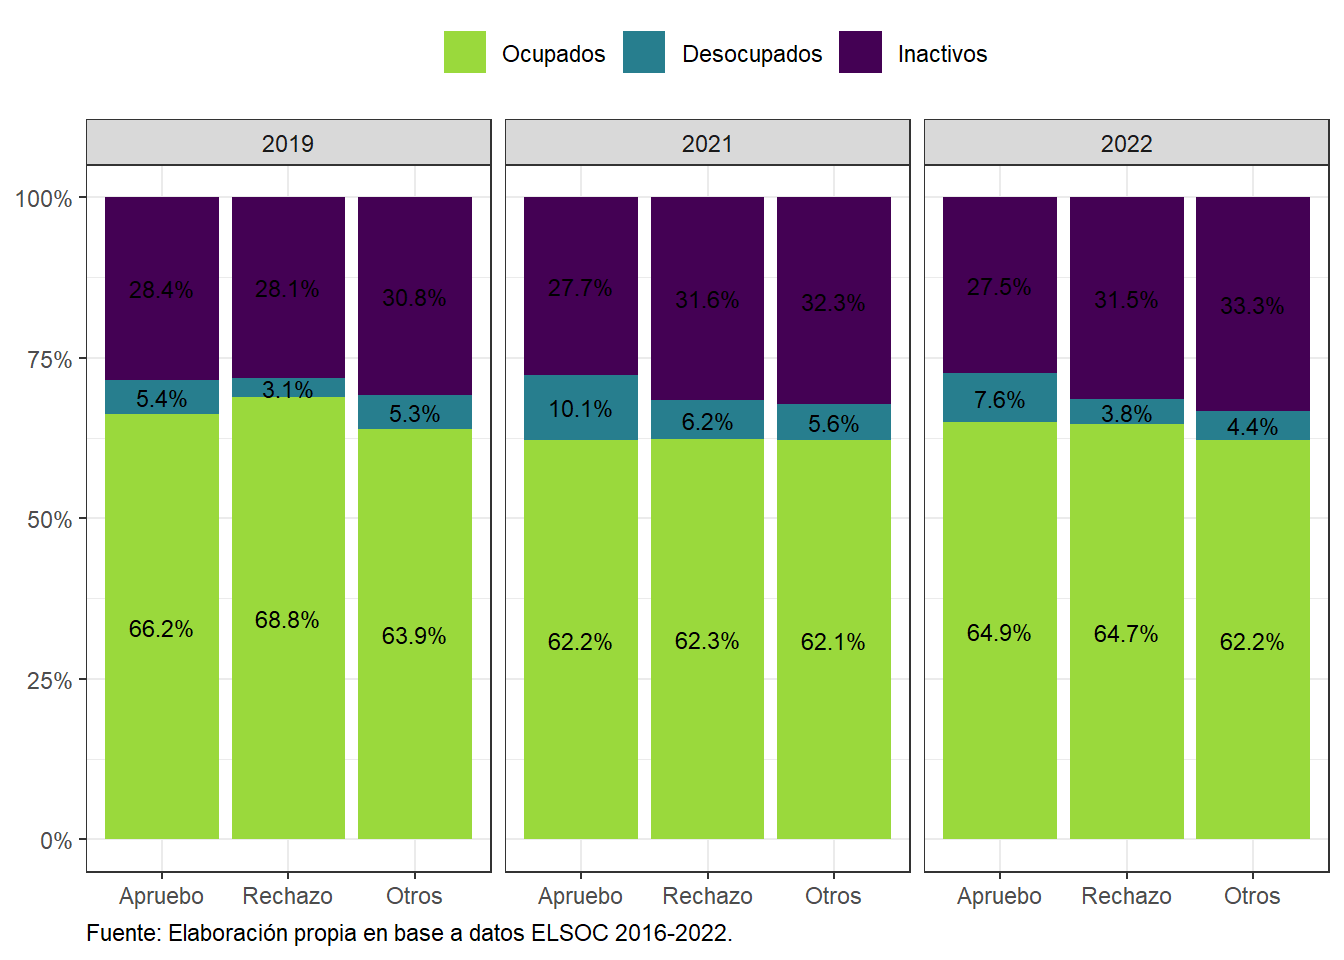 Ocupados Desocupados Inactivos
2019 2021 2022
100%
28.4% 28.1% 30.8% 27.7% 31.6% 32.3% 27.5% 31.5% 33.3%
75%
5.4% 3.1% 5.3% 10.1% 6.2% 5.6% 7.6% 3.8% 4.4%
50%
66.2% 68.8% 63.9% 62.2% 62.3% 62.1% 64.9% 64.7% 62.2%
25%
0%
Apruebo Rechazo Otros Apruebo Rechazo Otros Apruebo Rechazo Otros
Fuente: Elaboración propia en base a datos ELSOC 2016-2022.